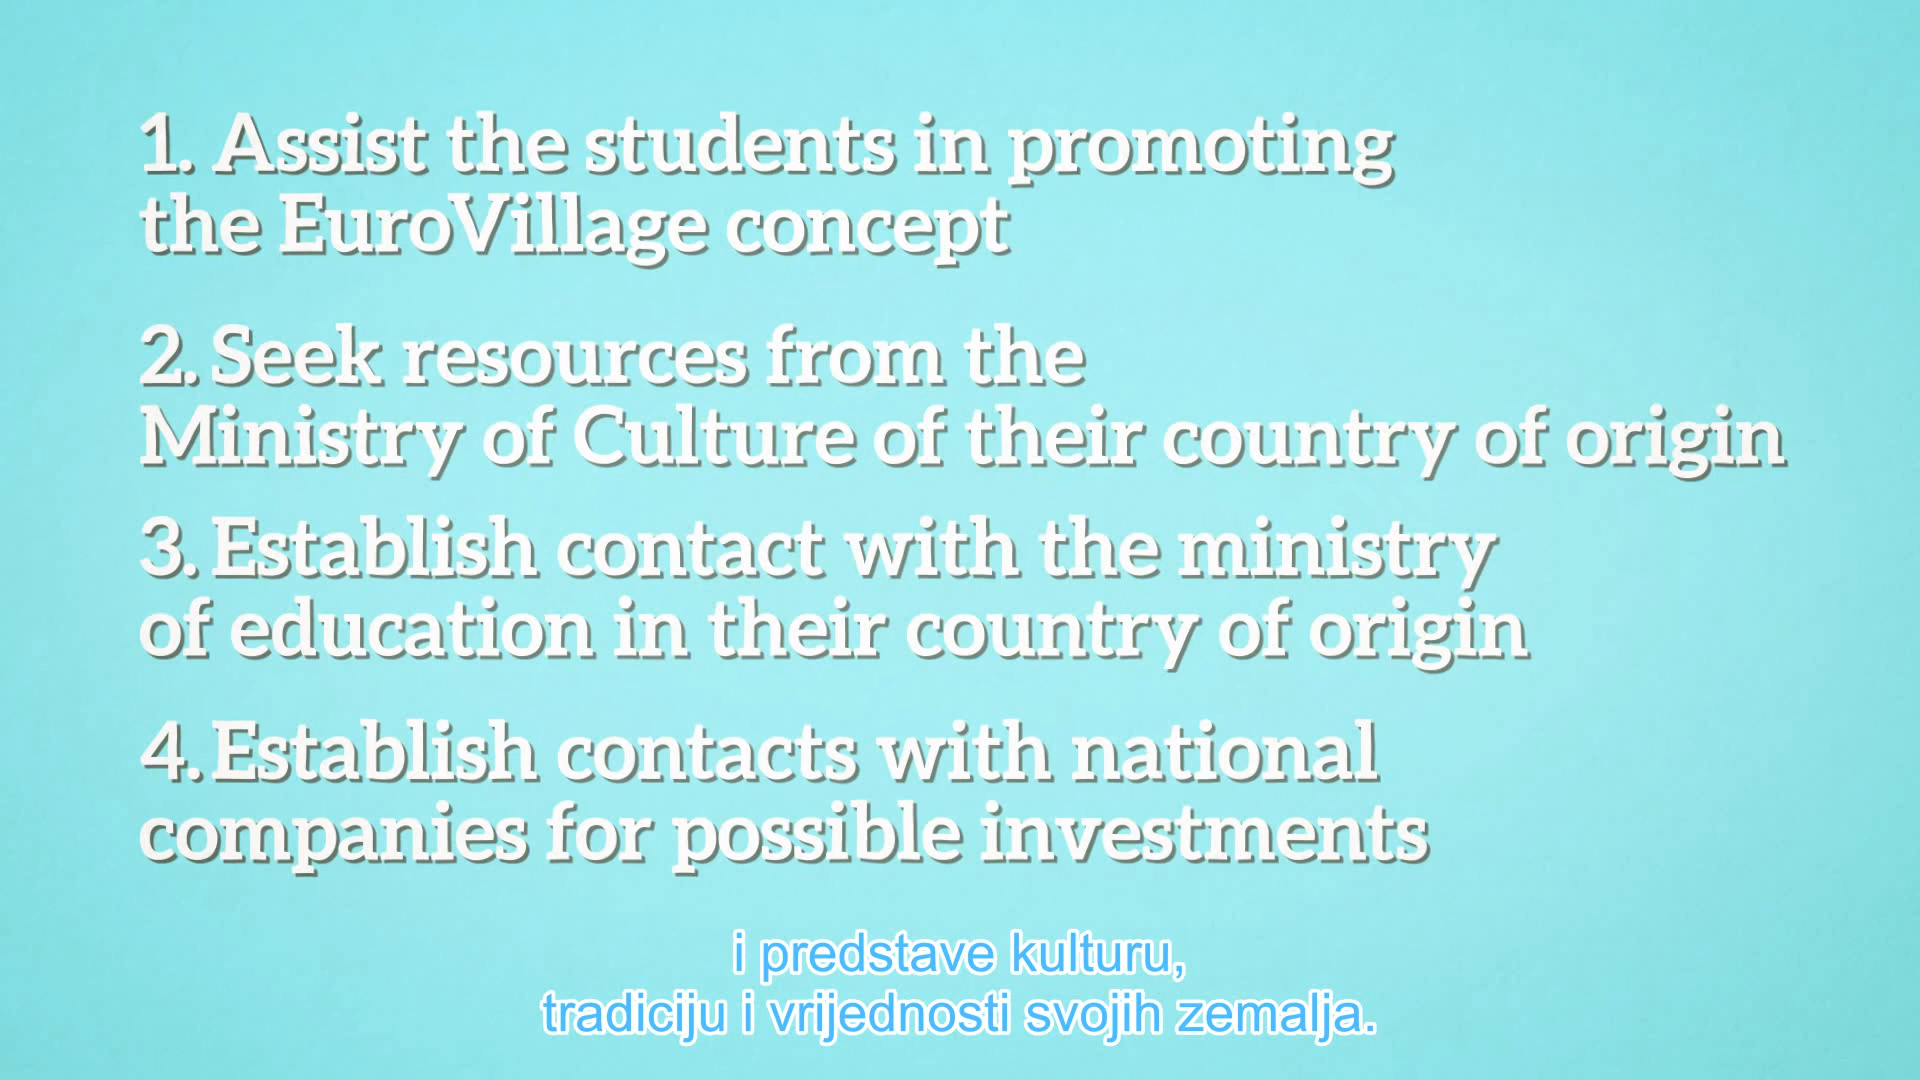 1. Assist the students in promoting
the EuroVillage concept
2. Seek resources from the
Ministry of Culture of their country of origin
3. Establish contact with the ministry
of education in their country of origin
4. Establish contacts with national
companies for possible investments
i predstave kulturu,
tradiciju i vrijednosti svojih zemalja.